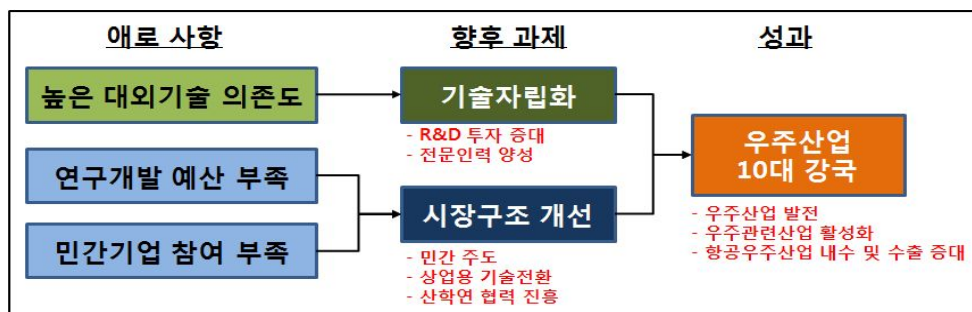 애로 사항
향후 과제
성과
높은 대외기술 의존도
기술자립화
- R&D 투자 증대
- 전문인력 양성
연구개발 예산 부족
민간기업 참여 부족
시장구조 개선
- 민간 주도
- 상업용 기술전환
- 산학연 협력 진흥
우주산업
10대 강국
- 우주산업 발전
- 우주관련산업 활성화
- 항공우주산업 내수 및 수출 증대